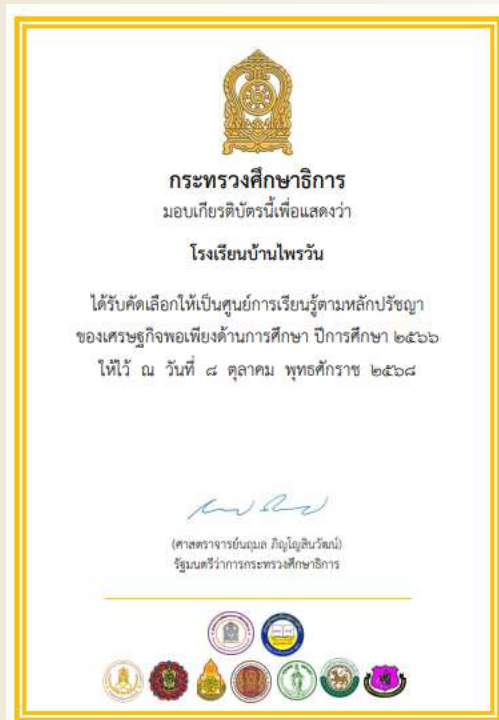 กระทรวงศึกษาธิการ
มอบเกียรติบัตรนี้เพื่อแสดงว่า
โรงเรียนบ้านไพรวัน
ได้รับคัดเลือกให้เป็นศูนย์การเรียนรู้ตามหลักปรัชญา
ของเศรษฐกิจพอเพียงด้านการศึกษา ปีการศึกษา ๒๕๖๖
ให้ไว้ ณ วันที่ ๘ ตุลาคม พุทธศักราช ๒๕๖๘
(ศาสตราจารย์นฤมล ภิญโญสินวัฒน์)
รัฐมนตรีว่าการกระทรวงศึกษาธิการ